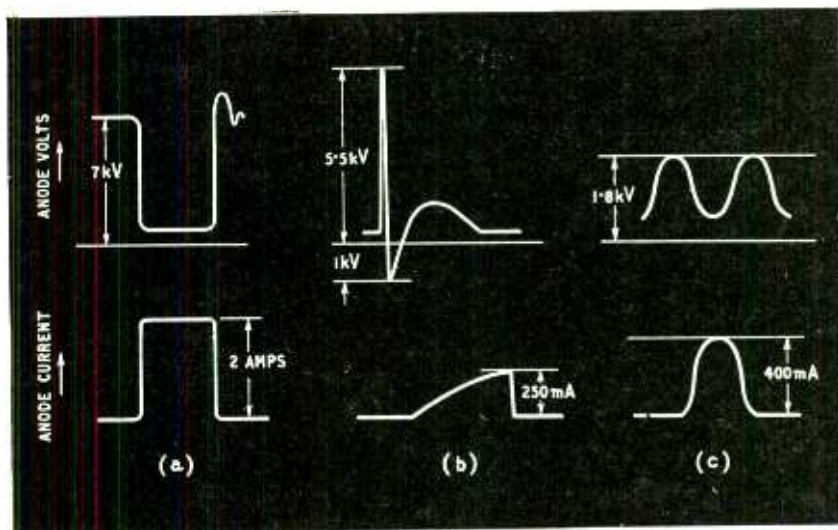 ANODE VOLTS
7kV
5·5kV
1kV
1·8kV
ANODE CURRENT
2 AMPS
250mA
400mA
(a)
(b)
(c)